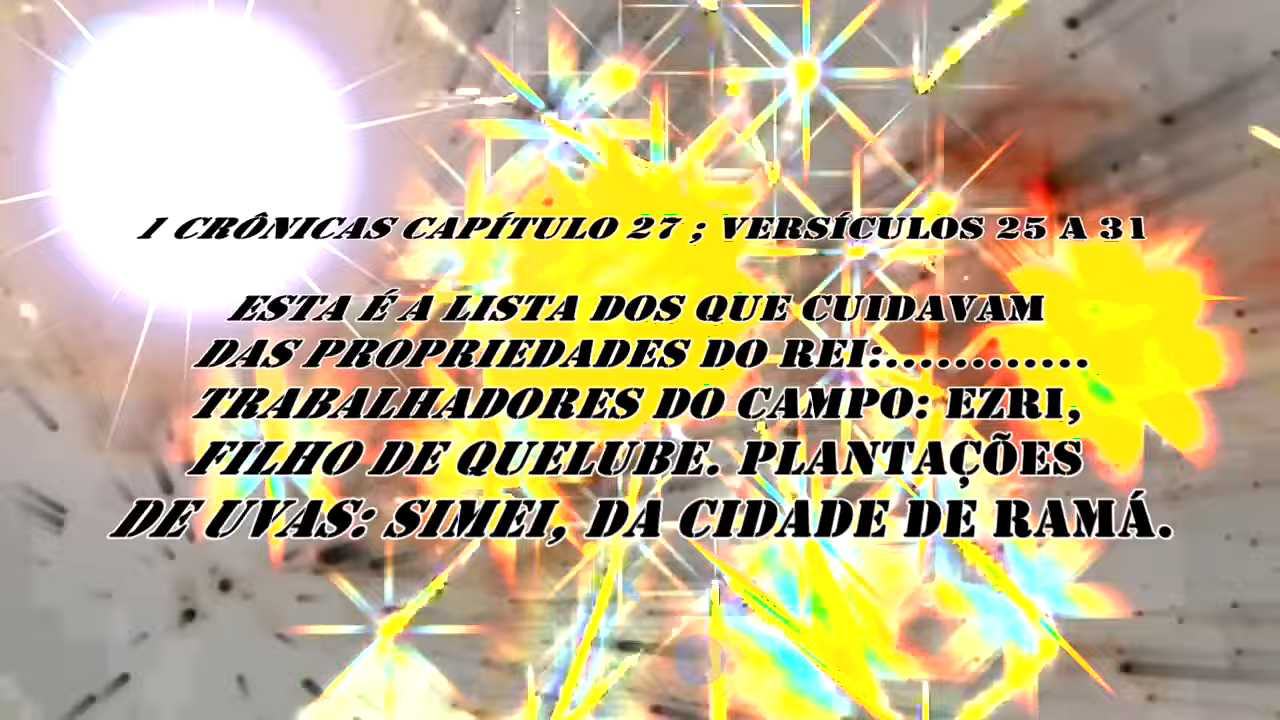 1 CRÔNICAS CAPÍTULO 27 ; VERSÍCULOS 25 A 31
ESTA É A LISTA DOS QUE CUIDAVAM
DAS PROPRIEDADES DO REI:............
TRABALHADORES DO CAMPO: EZRI,
FILHO DE QUELUBE. PLANTAÇÕES
DE UVAS: SIMEI, DA CIDADE DE RAMÁ.